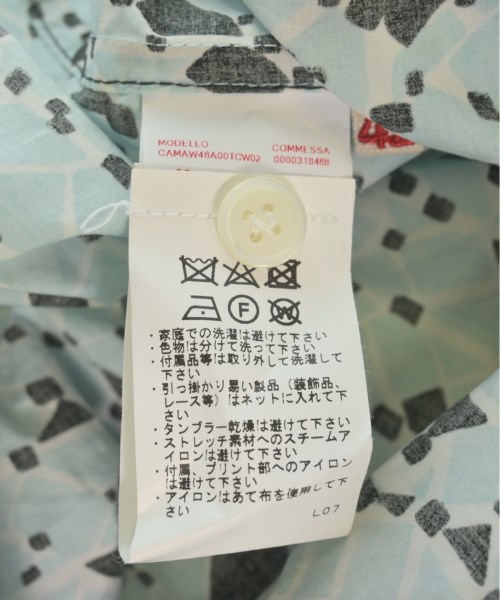 MODELLO COMMESSA
CAMAW46A00TCW02 0000318468
F
W
・家庭での洗濯は避けて下さい
・色物は分けて洗って下さい
・付属品等は取り外して洗濯して
下さい
・引っ掛かり易い製品（装飾品、
レース等）はネットに入れて下
さい
・タンブラー乾燥は避けて下さい
・ストレッチ素材へのスチームア
イロンは避けて下さい
・付属、プリント部へのアイロン
は避けて下さい
・アイロンはあて布を使用して下
さい
L07